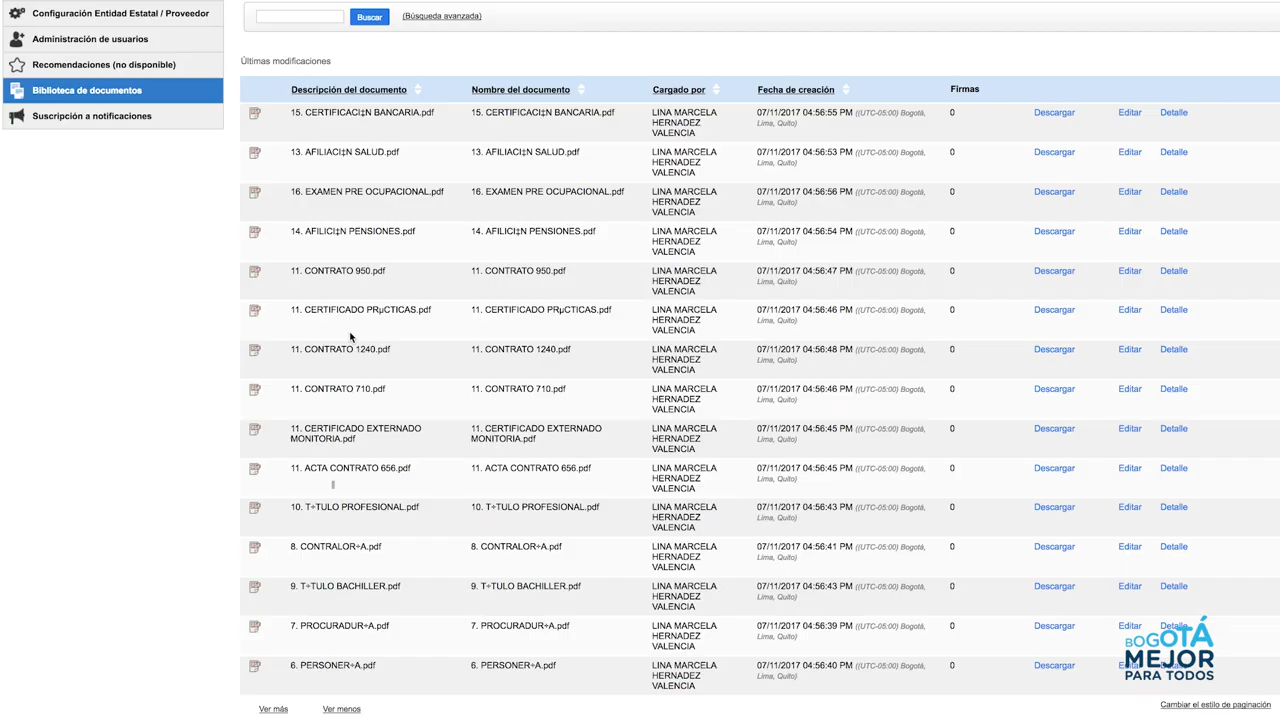 Configuración Entidad Estatal / Proveedor
Administración de usuarios
Recomendaciones (no disponible)
Biblioteca de documentos
Suscripción a notificaciones
Buscar (Búsqueda avanzada)
Últimas modificaciones
Descripción del documento Nombre del documento Cargado por Fecha de creación Firmas
15. CERTIFICACI‡N BANCARIA.pdf 15. CERTIFICACI‡N BANCARIA.pdf LINA MARCELA 07/11/2017 04:56:55 PM ((UTC-05:00) Bogotá, 0 Descargar Editar Detalle
HERNADEZ Lima, Quito)
VALENCIA
13. AFILIACI‡N SALUD.pdf 13. AFILIACI‡N SALUD.pdf LINA MARCELA 07/11/2017 04:56:53 PM ((UTC-05:00) Bogotá, 0 Descargar Editar Detalle
HERNADEZ Lima, Quito)
VALENCIA
16. EXAMEN PRE OCUPACIONAL.pdf 16. EXAMEN PRE OCUPACIONAL.pdf LINA MARCELA 07/11/2017 04:56:56 PM ((UTC-05:00) Bogotá, 0 Descargar Editar Detalle
HERNADEZ Lima, Quito)
VALENCIA
14. AFILICI‡N PENSIONES.pdf 14. AFILICI‡N PENSIONES.pdf LINA MARCELA 07/11/2017 04:56:54 PM ((UTC-05:00) Bogotá, 0 Descargar Editar Detalle
HERNADEZ Lima, Quito)
VALENCIA
11. CONTRATO 950.pdf 11. CONTRATO 950.pdf LINA MARCELA 07/11/2017 04:56:47 PM ((UTC-05:00) Bogotá, 0 Descargar Editar Detalle
HERNADEZ Lima, Quito)
VALENCIA
11. CERTIFICADO PRµCTICAS.pdf 11. CERTIFICADO PRµCTICAS.pdf LINA MARCELA 07/11/2017 04:56:46 PM ((UTC-05:00) Bogotá, 0 Descargar Editar Detalle
HERNADEZ Lima, Quito)
VALENCIA
11. CONTRATO 1240.pdf 11. CONTRATO 1240.pdf LINA MARCELA 07/11/2017 04:56:48 PM ((UTC-05:00) Bogotá, 0 Descargar Editar Detalle
HERNADEZ Lima, Quito)
VALENCIA
11. CONTRATO 710.pdf 11. CONTRATO 710.pdf LINA MARCELA 07/11/2017 04:56:46 PM ((UTC-05:00) Bogotá, 0 Descargar Editar Detalle
HERNADEZ Lima, Quito)
VALENCIA
11. CERTIFICADO EXTERNADO 11. CERTIFICADO EXTERNADO LINA MARCELA 07/11/2017 04:56:45 PM ((UTC-05:00) Bogotá, 0 Descargar Editar Detalle
MONITORIA.pdf MONITORIA.pdf HERNADEZ Lima, Quito)
VALENCIA
11. ACTA CONTRATO 656.pdf 11. ACTA CONTRATO 656.pdf LINA MARCELA 07/11/2017 04:56:45 PM ((UTC-05:00) Bogotá, 0 Descargar Editar Detalle
HERNADEZ Lima, Quito)
VALENCIA
10. T÷TULO PROFESIONAL.pdf 10. T÷TULO PROFESIONAL.pdf LINA MARCELA 07/11/2017 04:56:43 PM ((UTC-05:00) Bogotá, 0 Descargar Editar Detalle
HERNADEZ Lima, Quito)
VALENCIA
8. CONTRALOR÷A.pdf 8. CONTRALOR÷A.pdf LINA MARCELA 07/11/2017 04:56:41 PM ((UTC-05:00) Bogotá, 0 Descargar Editar Detalle
HERNADEZ Lima, Quito)
VALENCIA
9. T÷TULO BACHILLER.pdf 9. T÷TULO BACHILLER.pdf LINA MARCELA 07/11/2017 04:56:43 PM ((UTC-05:00) Bogotá, 0 Descargar Editar Detalle
HERNADEZ Lima, Quito)
VALENCIA
7. PROCURADUR÷A.pdf 7. PROCURADUR÷A.pdf LINA MARCELA 07/11/2017 04:56:39 PM ((UTC-05:00) Bogotá, 0 Descargar Editar Detalle
HERNADEZ Lima, Quito)
VALENCIA
6. PERSONER÷A.pdf 6. PERSONER÷A.pdf LINA MARCELA 07/11/2017 04:56:40 PM ((UTC-05:00) Bogotá, 0 Descargar
HERNADEZ Lima, Quito)
VALENCIA
BOGOTÁ
MEJOR
PARA TODOS
Ver más Ver menos Cambiar el estilo de paginación